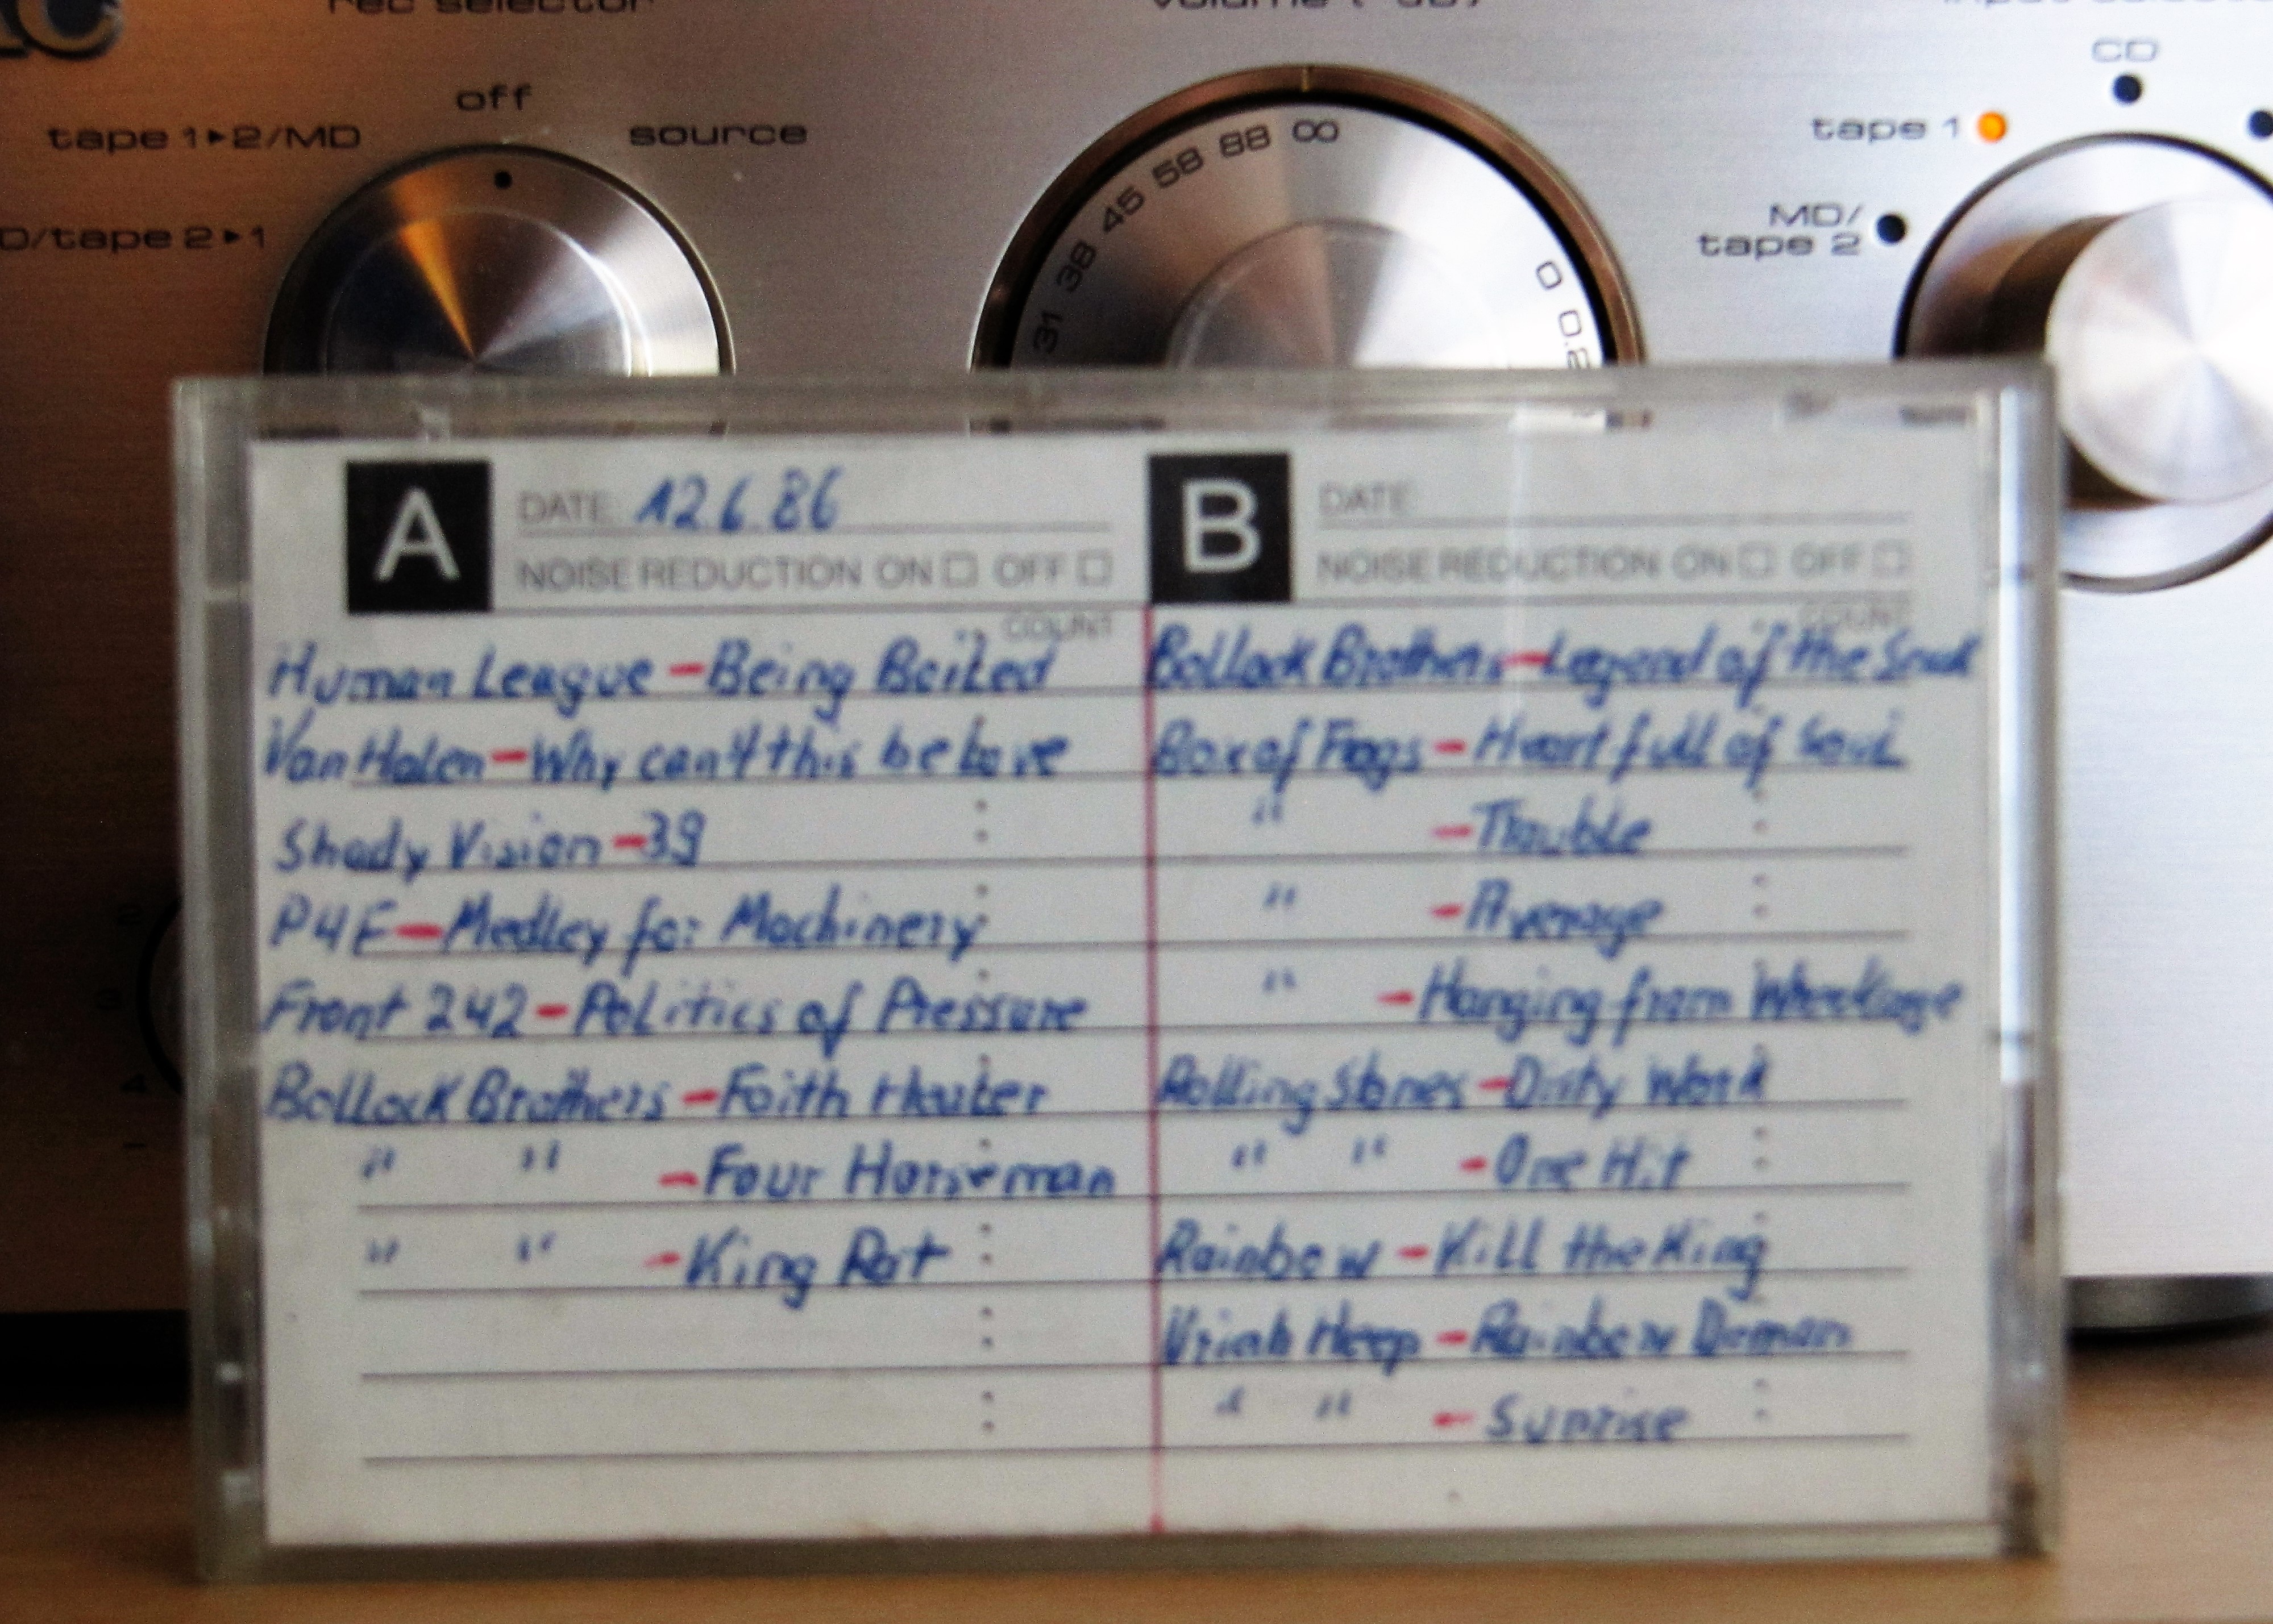 rec selector
off
tape 1▸2/MD
source
/tape 2▸1
CD
tape 1
MD/
tape 2
31 38 45 58 88 ∞
0
A
DATE 12.6.86
NOISE REDUCTION ON □ OFF □
COUNT
Human League - Being Boiled
Van Halen - Why can't this be Love
Shady Vision - 39
P4F - Medley for Machinery
Front 242 - Politics of Pressure
Bollock Brothers - Faith Healer
" " - Four Horseman
" " - King Rat
B
DATE
NOISE REDUCTION ON □ OFF □
COUNT
Bollock Brothers - Legend of the
Box of Frogs - Heart full of Soul
" - Trouble
" - Average
" - Hanging from
Rolling Stones - Dirty Work
" " - One Hit
Rainbow - Kill the King
Uriah Heep - Rainbow Demon
" " - Sunrise
2
3
4